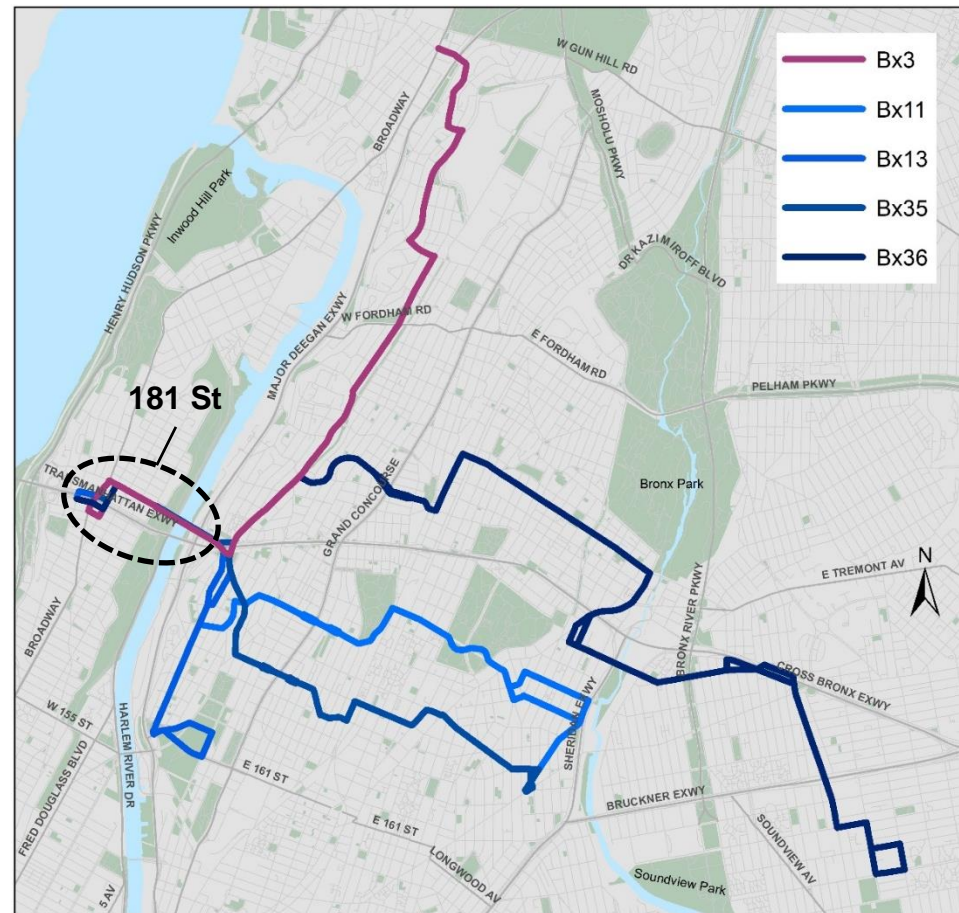 W GUN HILL RD
Bx3
Bx11
Bx13
Bx35
Bx36
BROADWAY
MOSHOLU PKWY
Inwood Hill Park
HENRY HUDSON PKWY
DR KAZIMIROFF BLVD
MAJOR DEEGAN EXWY
W FORDHAM RD
E FORDHAM RD
PELHAM PKWY
181 St
TRANSMANHATTAN EXWY
GRAND CONCOURSE
Bronx Park
N
E TREMONT AV
BROADWAY
BRONX RIVER PKWY
CROSS BRONX EXWY
W 155 ST
HARLEM RIVER DR
SHERIDAN EXWY
E 161 ST
FRED DOUGLASS BLVD
BRUCKNER EXWY
E 161 ST
SOUNDVIEW AV
LONGWOOD AV
5 AV
Soundview Park